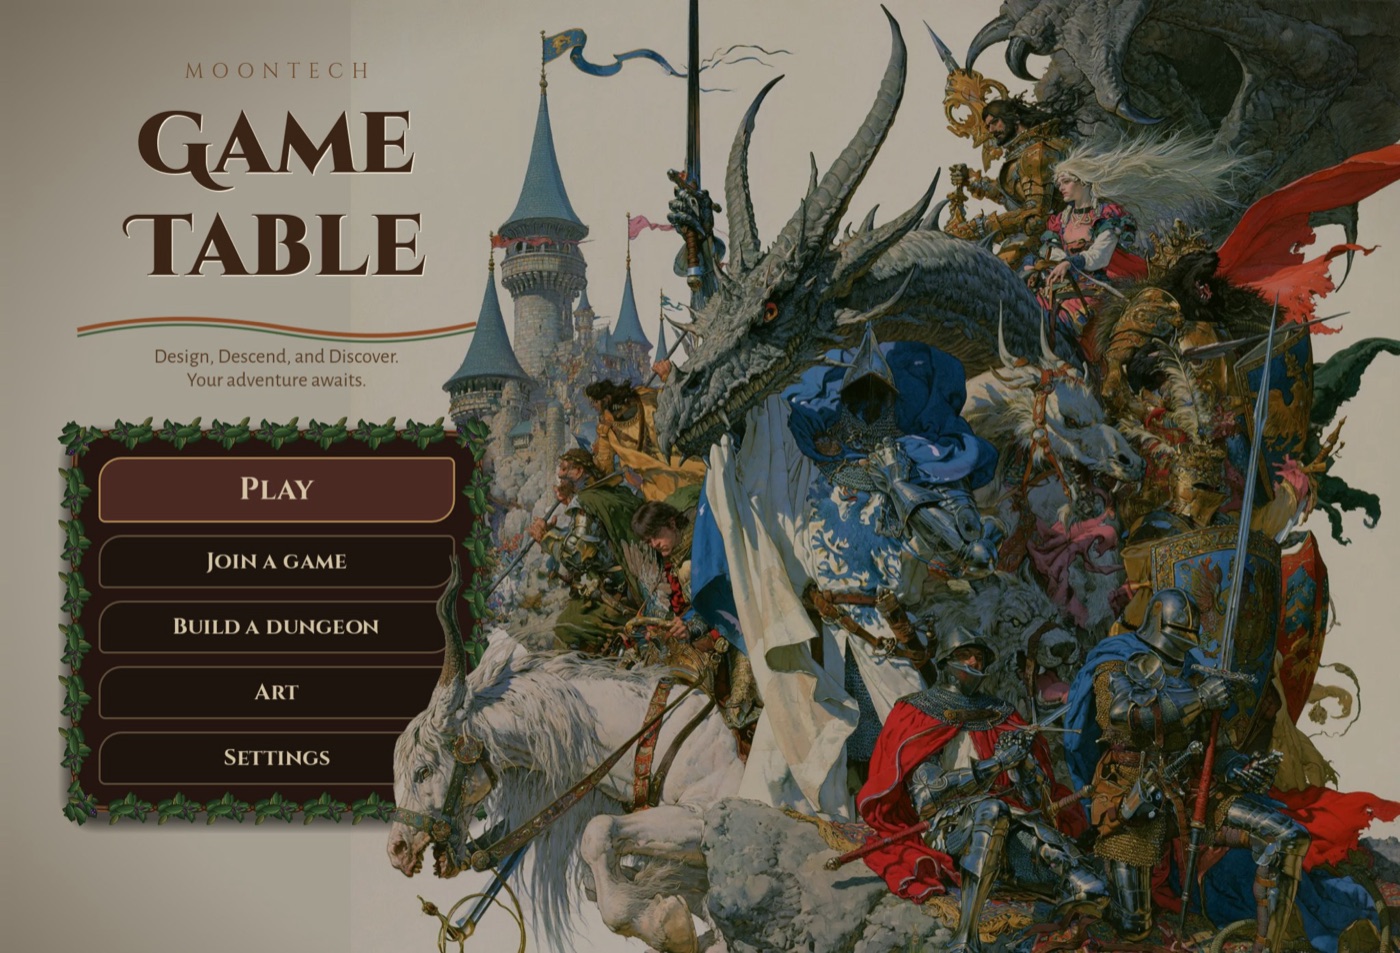 MOONTECH
GAME
TABLE
Design, Descend, and Discover.
Your adventure awaits.
Play
Join a game
Build a dungeon
Art
Settings